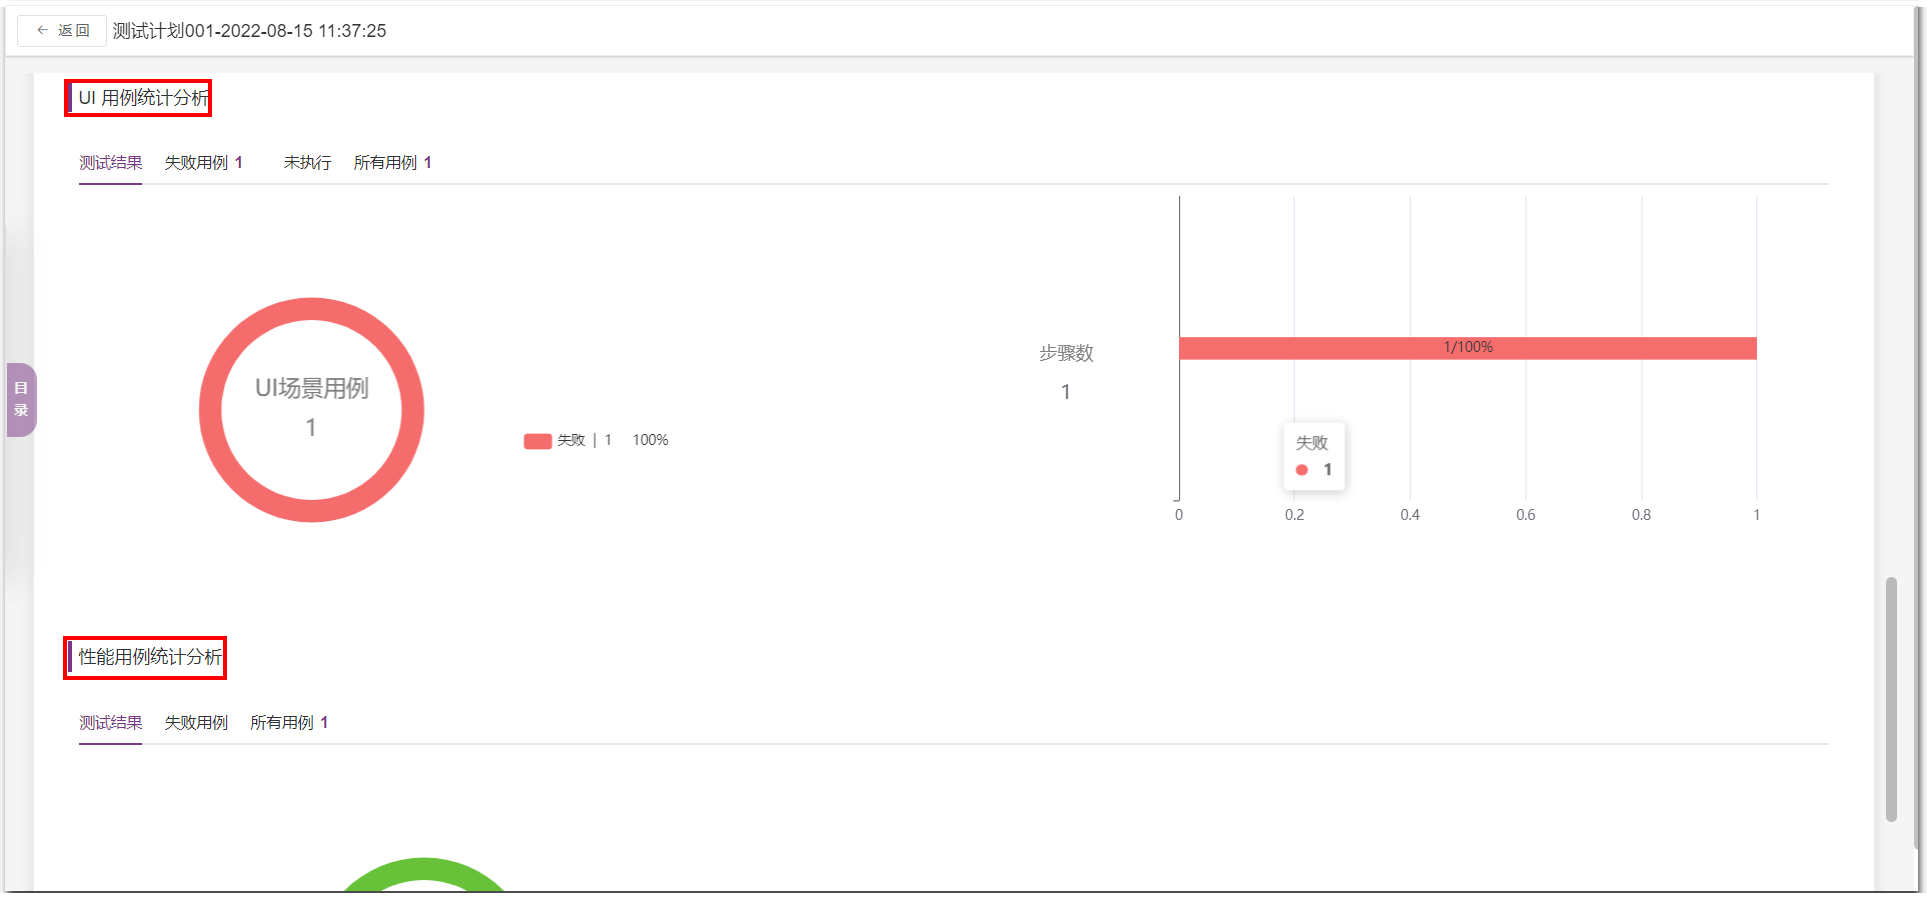 ← 返回 测试计划001-2022-08-15 11:37:25
UI 用例统计分析
测试结果 失败用例 1 未执行 所有用例 1
UI场景用例
1
失败 | 1 100%
步骤数
1
1/100%
失败
1
0 0.2 0.4 0.6 0.8 1
目录
性能用例统计分析
测试结果 失败用例 所有用例 1